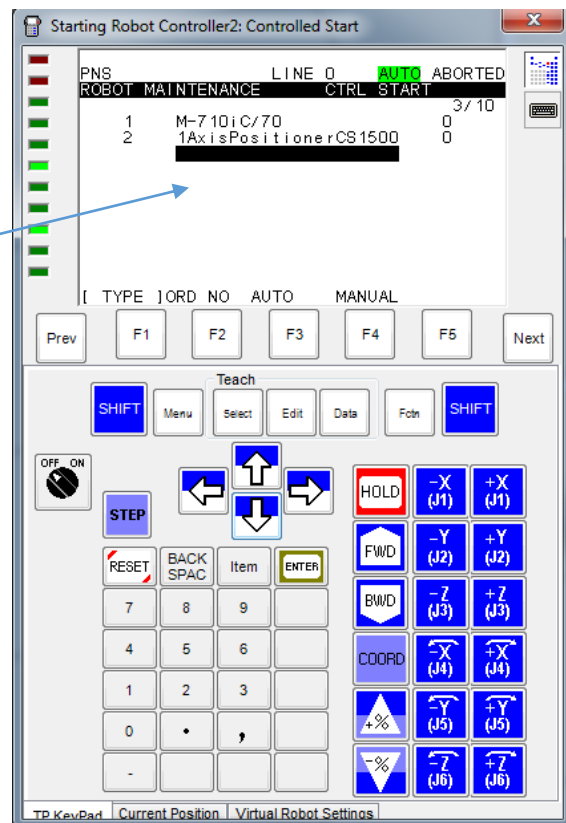 Starting Robot Controller2: Controlled Start
x
PNS LINE 0 AUTO ABORTED
ROBOT MAINTENANCE CTRL START
3/10
1 M-710iC/70 0
2 1AxisPositionerCS1500 0
[ TYPE ]ORD NO AUTO MANUAL
Prev F1 F2 F3 F4 F5 Next
Teach
SHIFT Menu Select Edit Data Fctn SHIFT
OFF ON
STEP
HOLD -X (J1) +X (J1)
FWD -Y (J2) +Y (J2)
BWD -Z (J3) +Z (J3)
COORD -X (J4) +X (J4)
+% -Y (J5) +Y (J5)
-% -Z (J6) +Z (J6)
RESET BACK SPAC Item ENTER
7 8 9
4 5 6
1 2 3
0 . ,
-
TP KeyPad Current Position Virtual Robot Settings